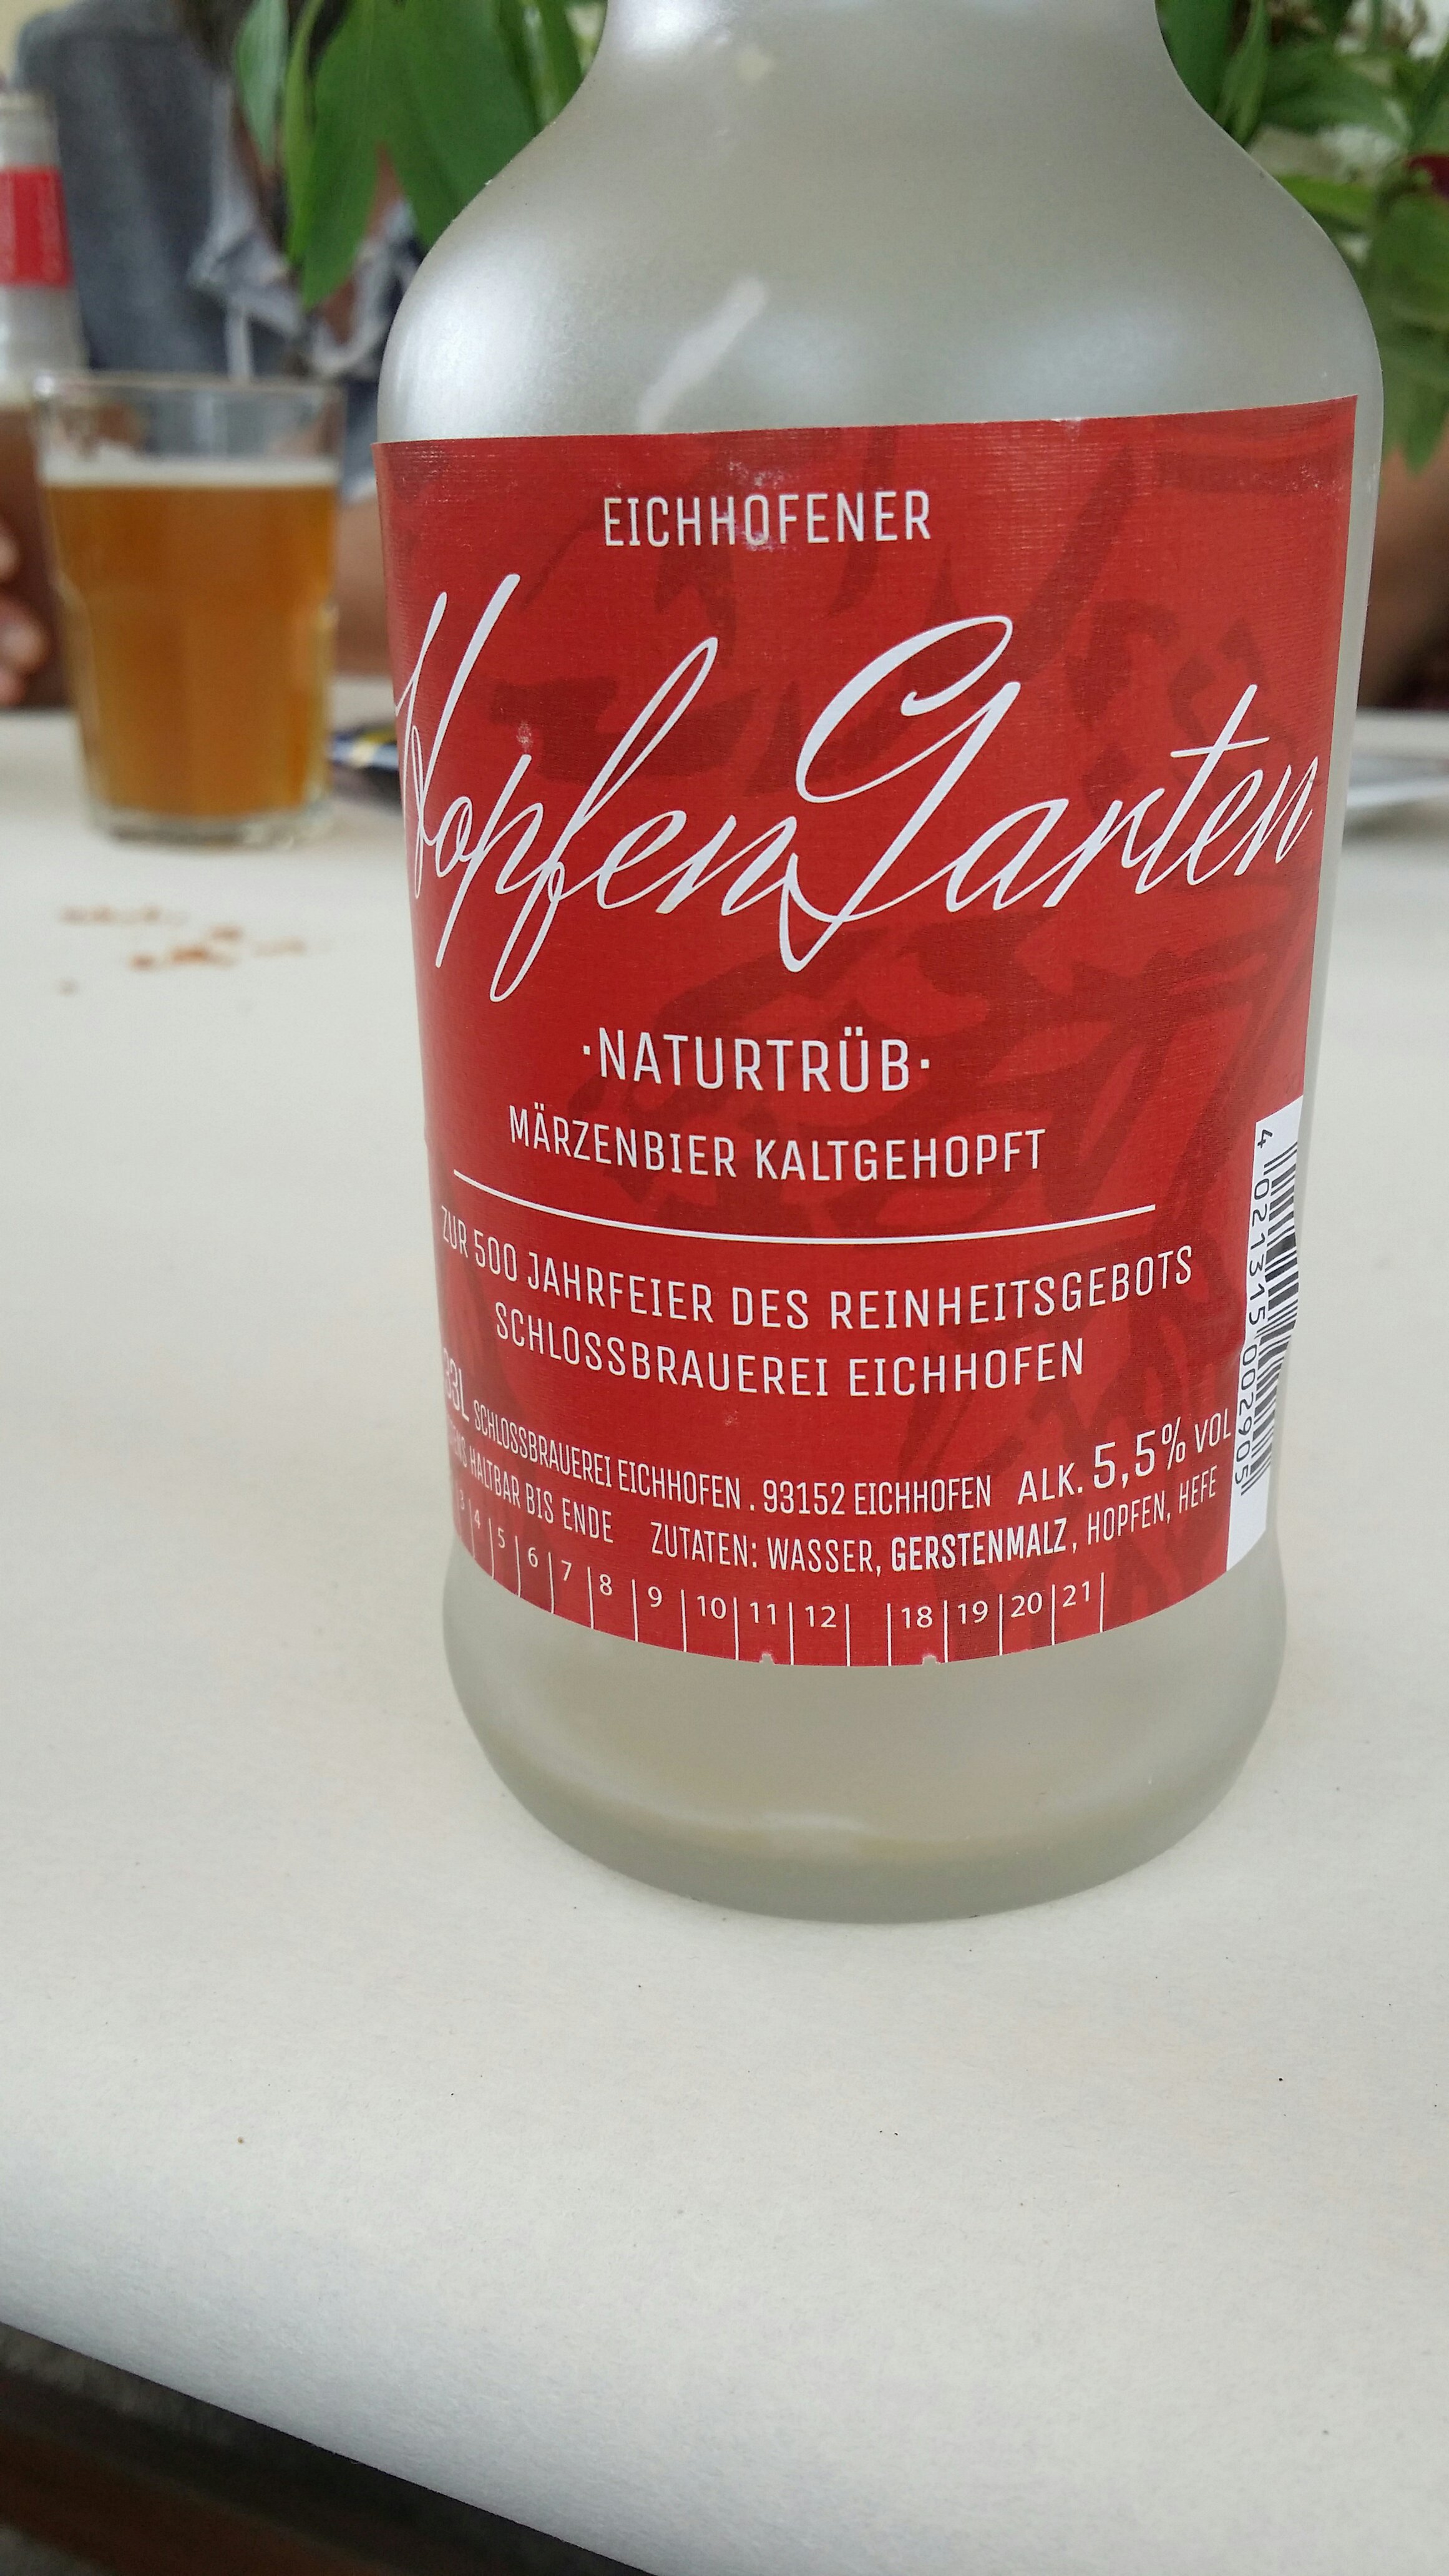 EICHHOFENER
HopfenGarten
·NATURTRÜB·
MÄRZENBIER KALTGEHOPFT
ZUR 500 JAHRFEIER DES REINHEITSGEBOTS
SCHLOSSBRAUEREI EICHHOFEN
33L SCHLOSSBRAUEREI EICHHOFEN . 93152 EICHHOFEN ALK. 5,5% VOL
HALTBAR BIS ENDE ZUTATEN: WASSER, GERSTENMALZ, HOPFEN, HEFE
3 4 5 6 7 8 9 10 11 12 18 19 20 21
4 021315 002905